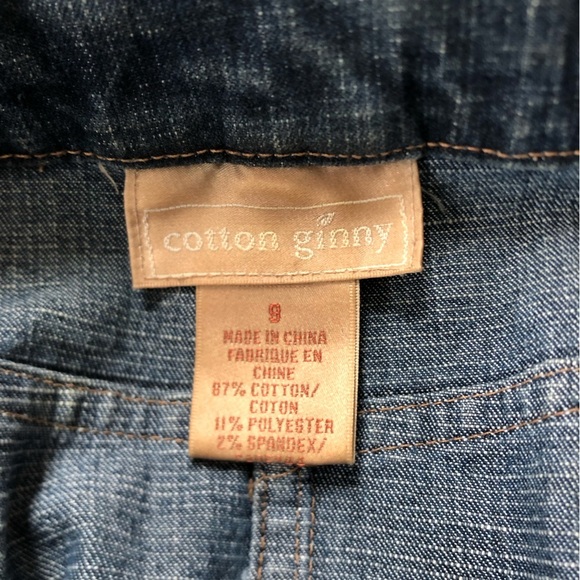 cotton ginny
9
MADE IN CHINA
FABRIQUE EN
CHINE
87% COTTON/
COTON
11% POLYESTER
2% SPANDEX/